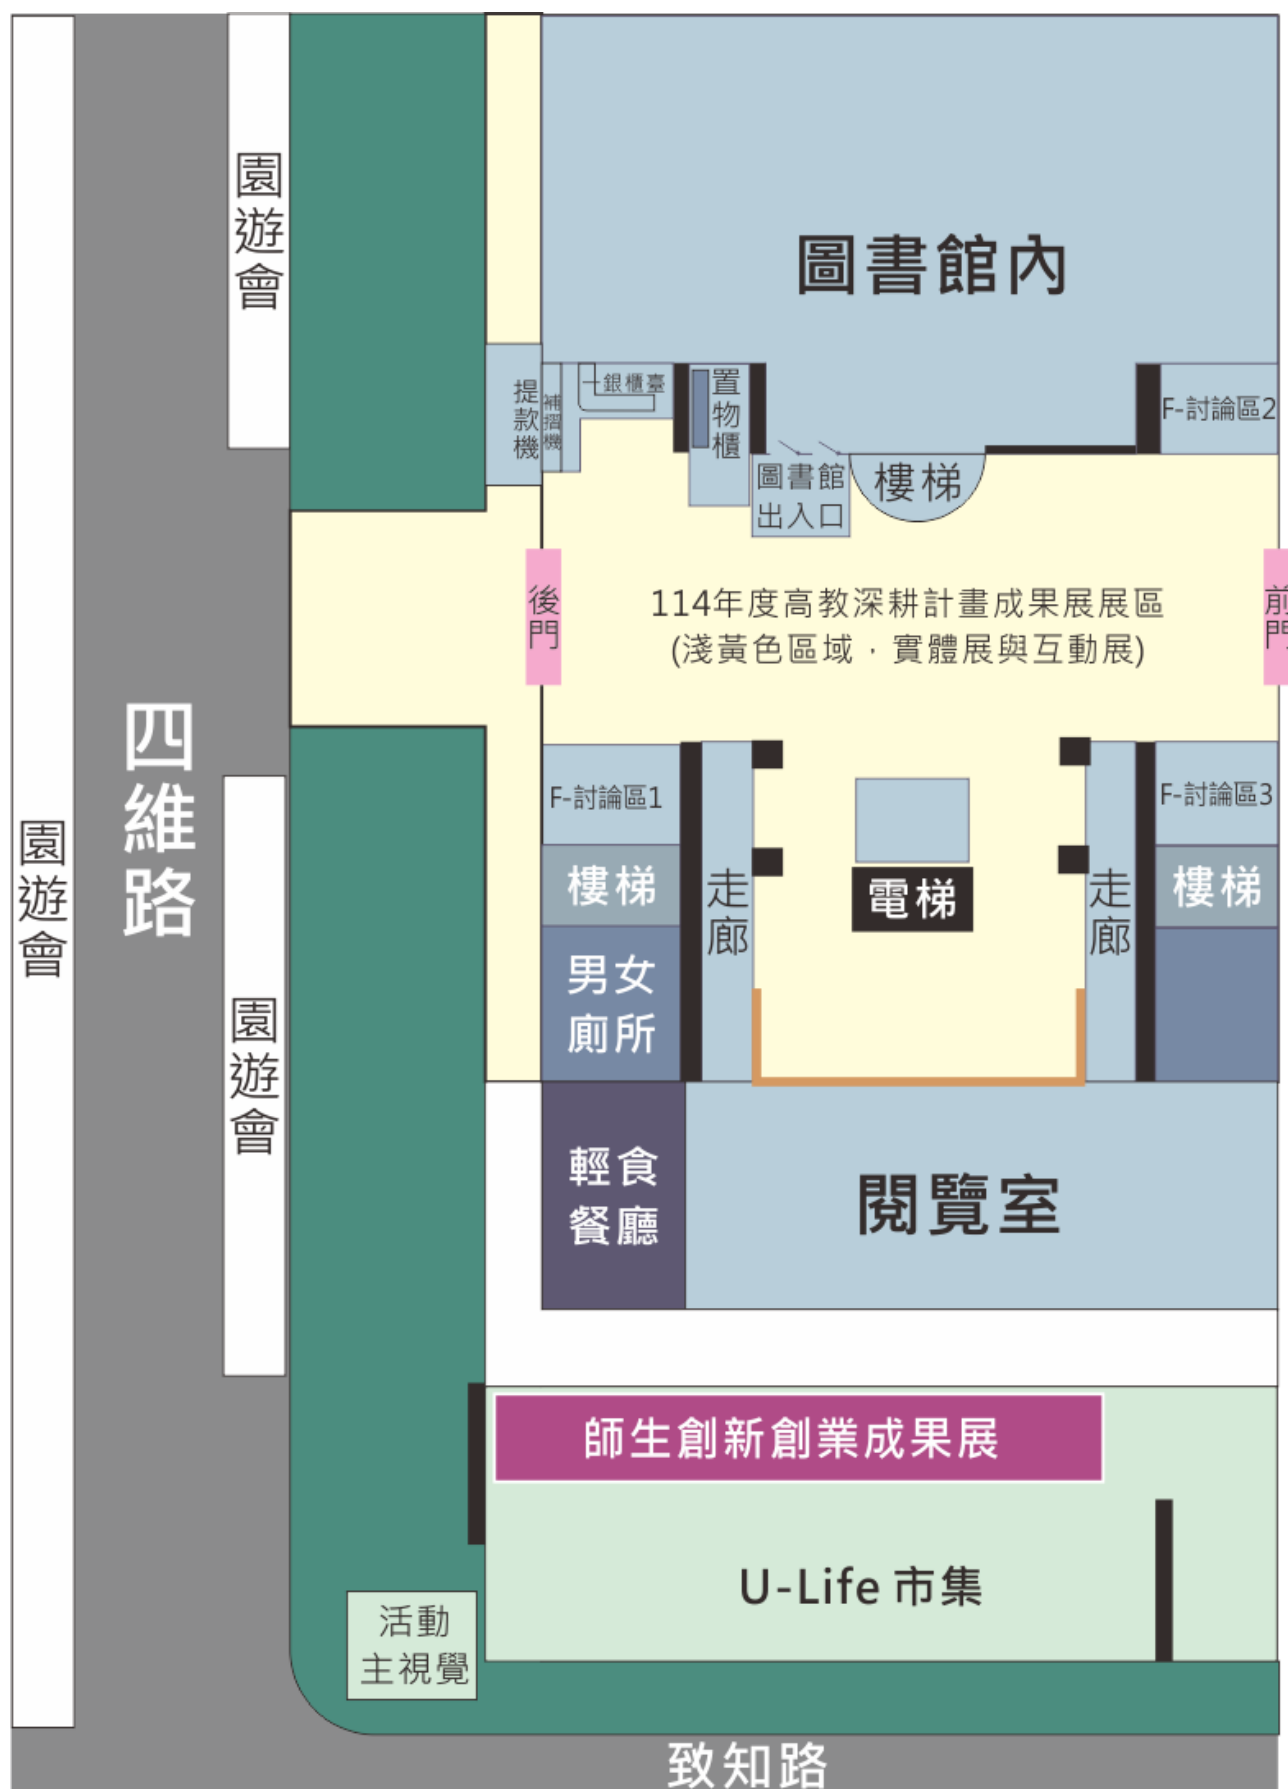 園遊會
圖書館內
提款機
補摺機
一銀櫃臺
置物櫃
F-討論區2
圖書館
出入口
樓梯
後門
114年度高教深耕計畫成果展展區
(淺黃色區域，實體展與互動展)
前門
四維路
園遊會
園遊會
F-討論區1
樓梯
男女
廁所
走廊
電梯
走廊
F-討論區3
樓梯
輕食
餐廳
閱覽室
師生創新創業成果展
U-Life 市集
活動
主視覺
致知路